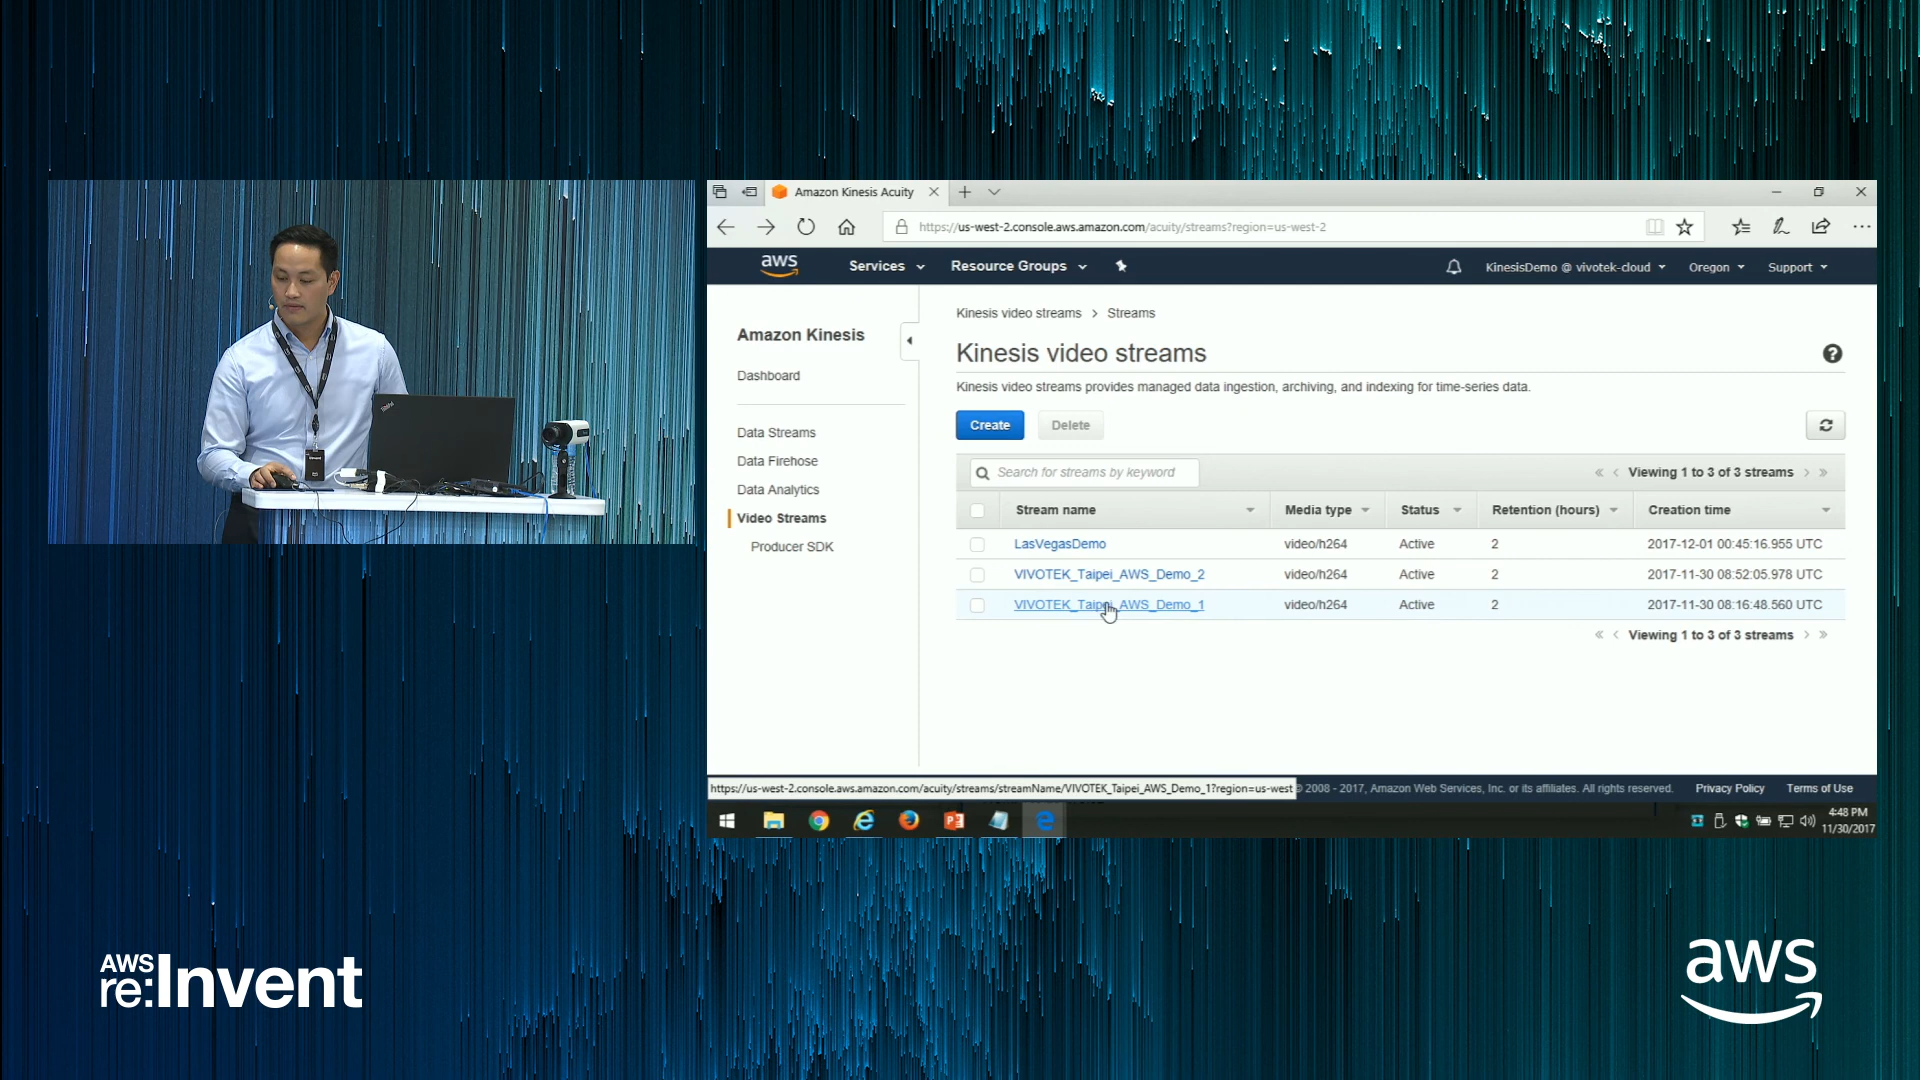 Amazon Kinesis Acuity
https://us-west-2.console.aws.amazon.com/acuity/streams?region=us-west-2
aws
Services
Resource Groups
KinesisDemo @ vivotek-cloud
Oregon
Support
Amazon Kinesis
Dashboard
Data Streams
Data Firehose
Data Analytics
Video Streams
Producer SDK
Kinesis video streams > Streams
Kinesis video streams
Kinesis video streams provides managed data ingestion, archiving, and indexing for time-series data.
Create Delete
Search for streams by keyword
« < Viewing 1 to 3 of 3 streams > »
Stream name Media type Status Retention (hours) Creation time
LasVegasDemo video/h264 Active 2 2017-12-01 00:45:16.955 UTC
VIVOTEK_Taipei_AWS_Demo_2 video/h264 Active 2 2017-11-30 08:52:05.978 UTC
VIVOTEK_Taipei_AWS_Demo_1 video/h264 Active 2 2017-11-30 08:16:48.560 UTC
« < Viewing 1 to 3 of 3 streams > »
https://us-west-2.console.aws.amazon.com/acuity/streams/streamName/VIVOTEK_Taipei_AWS_Demo_1?region=us-west
© 2008 - 2017, Amazon Web Services, Inc. or its affiliates. All rights reserved.
Privacy Policy
Terms of Use
4:48 PM
11/30/2017
AWS
re:Invent
aws